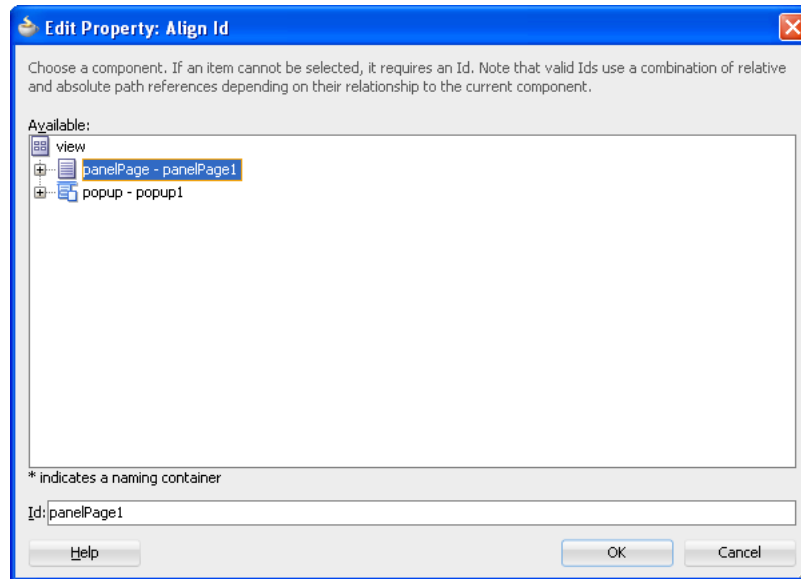 Edit Property: Align Id
Choose a component. If an item cannot be selected, it requires an Id. Note that valid Ids use a combination of relative
and absolute path references depending on their relationship to the current component.
Available:
view
panelPage - panelPage1
popup - popup1
* indicates a naming container
Id: panelPage1
Help OK Cancel